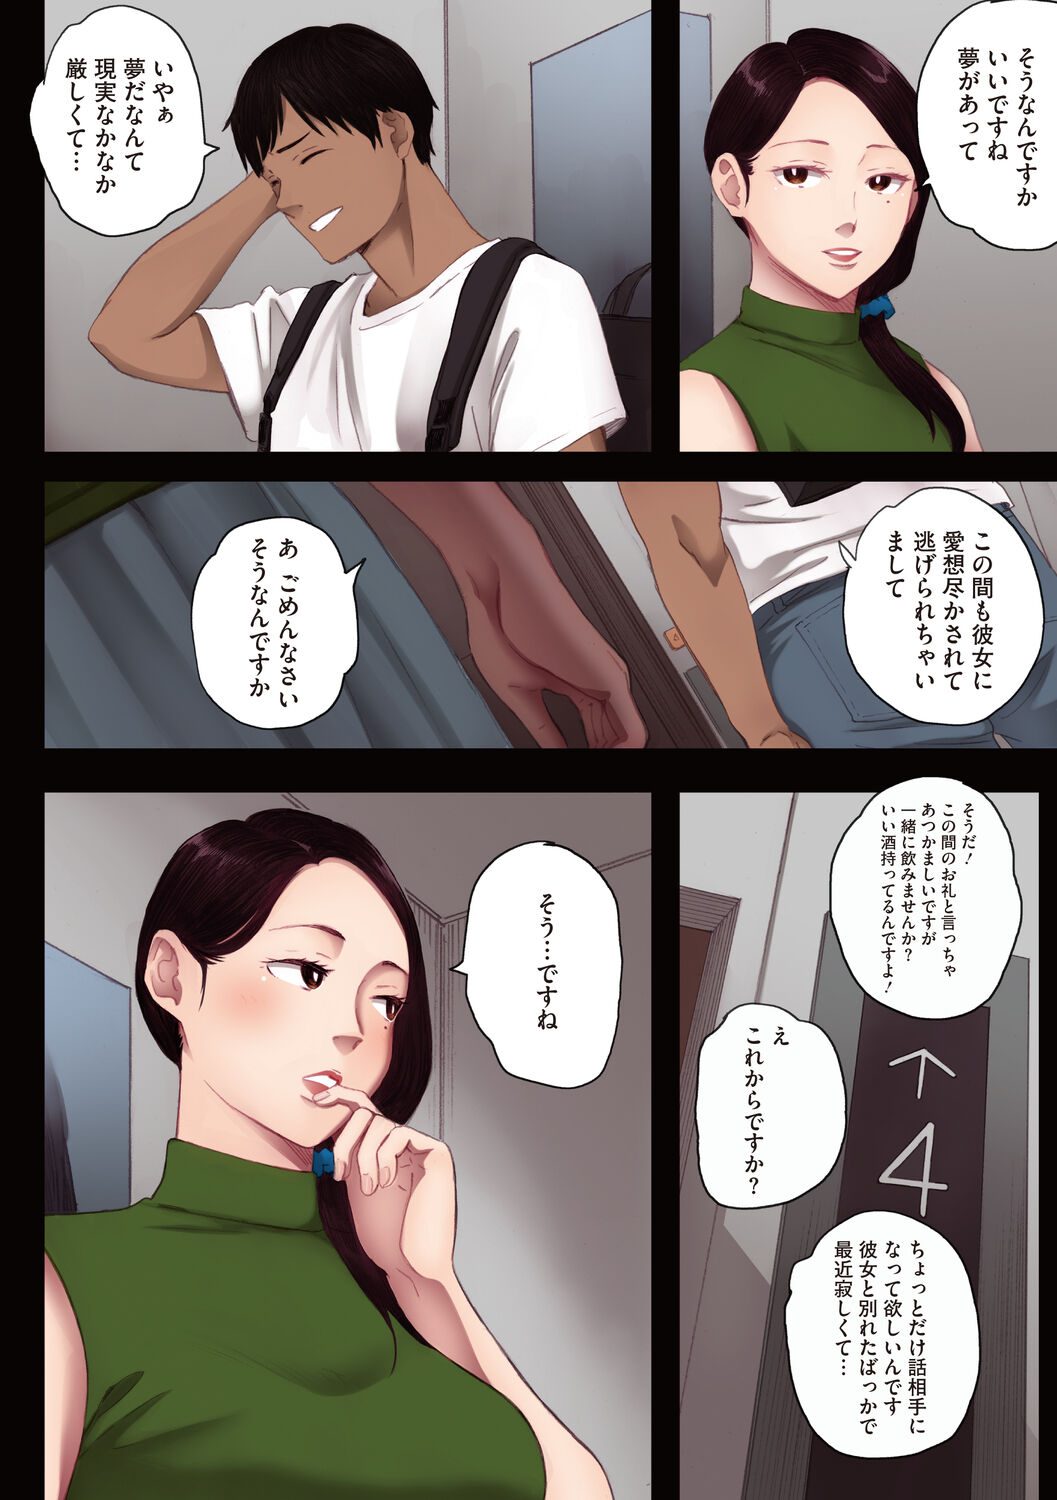 そうなんですか
いいですね
夢があって
いやぁ
夢だなんて
現実なかなか
厳しくて…
この間も彼女に
愛想尽かされて
逃げられちゃい
まして
あ ごめんなさい
そうなんですか
そうだ！
この間のお礼と言っちゃ
あつかましいですが
一緒に飲みませんか？
いい酒持ってるんですよ！
え
これからですか？
↑
4
ちょっとだけ話相手に
なって欲しいんです
彼女と別れたばっかで
最近寂しくて…
そう…ですね